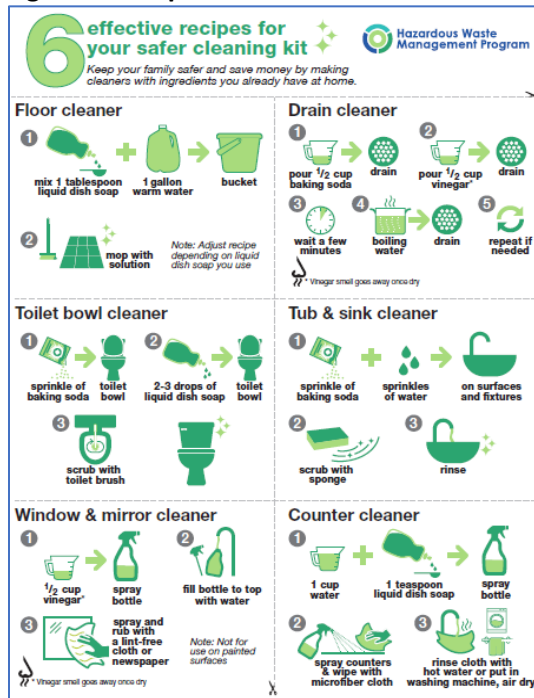 6 effective recipes for
your safer cleaning kit
Keep your family safer and save money by making
cleaners with ingredients you already have at home.
Hazardous Waste
Management Program
Floor cleaner
1
mix 1 tablespoon
liquid dish soap
1 gallon
warm water
bucket
2
mop with
solution
Note: Adjust recipe
depending on liquid
dish soap you use
Drain cleaner
1
pour 1/2 cup
baking soda
drain
2
pour 1/2 cup
vinegar*
drain
3
wait a few
minutes
4
boiling
water
drain
5
repeat if
needed
* Vinegar smell goes away once dry
Toilet bowl cleaner
1
sprinkle of
baking soda
toilet
bowl
2
2-3 drops of
liquid dish soap
toilet
bowl
3
scrub with
toilet brush
Tub & sink cleaner
1
sprinkle of
baking soda
sprinkles
of water
on surfaces
and fixtures
2
scrub with
sponge
3
rinse
Window & mirror cleaner
1
1/2 cup
vinegar*
spray
bottle
2
fill bottle to top
with water
3
spray and
rub with
a lint-free
cloth or
newspaper
Note: Not for
use on painted
surfaces
* Vinegar smell goes away once dry
Counter cleaner
1
1 cup
water
1 teaspoon
liquid dish soap
spray
bottle
2
spray counters
& wipe with
microfiber cloth
3
rinse cloth with
hot water or put in
washing machine, air dry